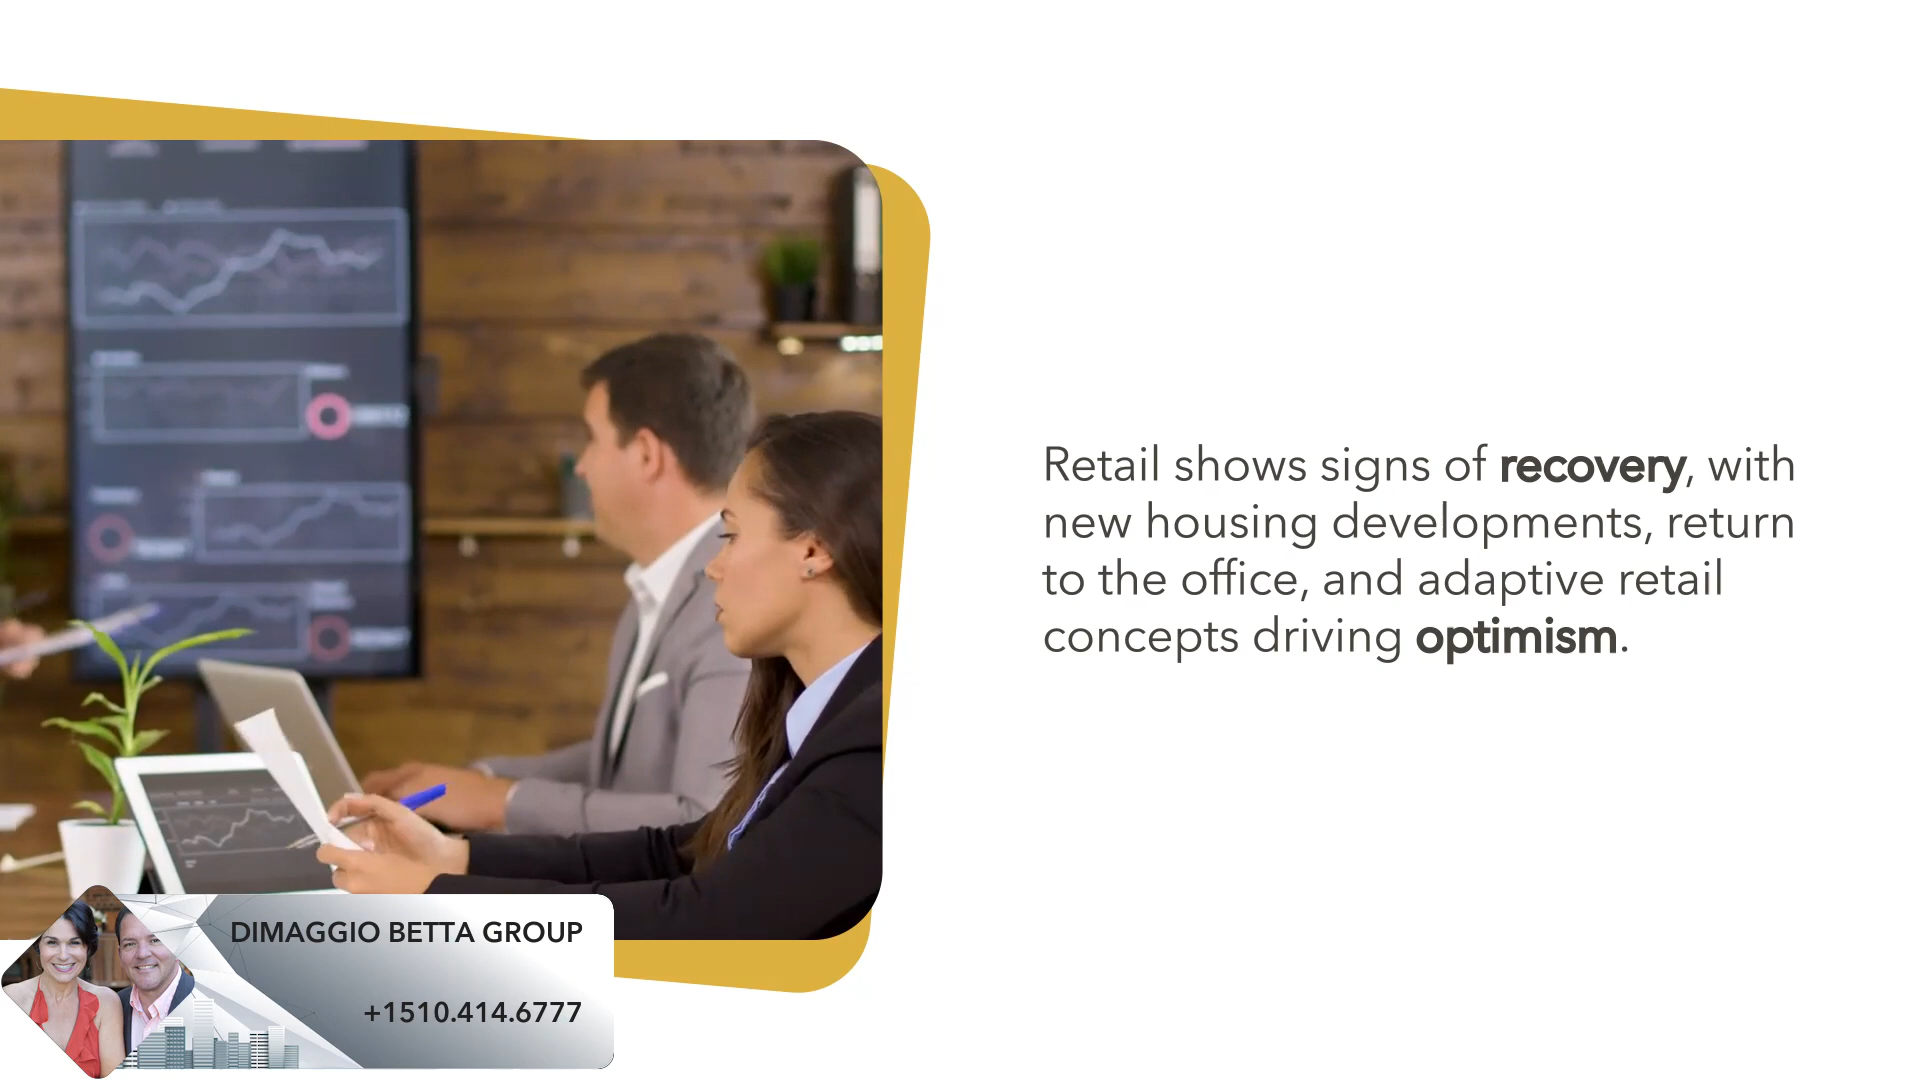 Retail shows signs of recovery, with
new housing developments, return
to the office, and adaptive retail
concepts driving optimism.
DIMAGGIO BETTA GROUP
+1510.414.6777